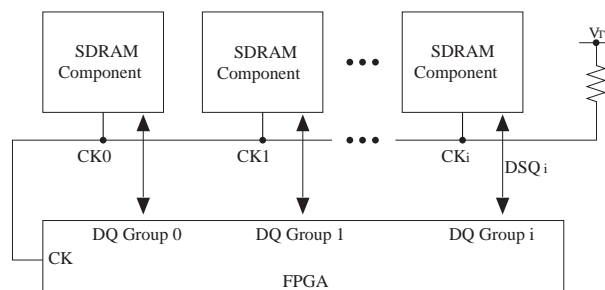 SDRAM
Component
SDRAM
Component
SDRAM
Component
VT
CK0
CK1
CKi
DSQ i
DQ Group 0
DQ Group 1
DQ Group i
CK
FPGA